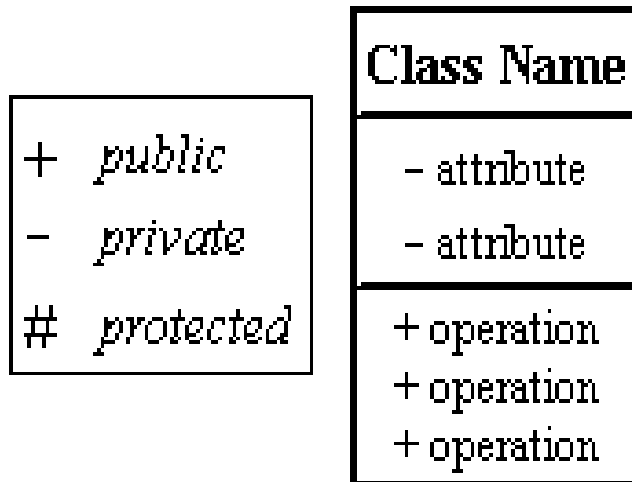 + public
- private
# protected
Class Name
- attribute
- attribute
+ operation
+ operation
+ operation